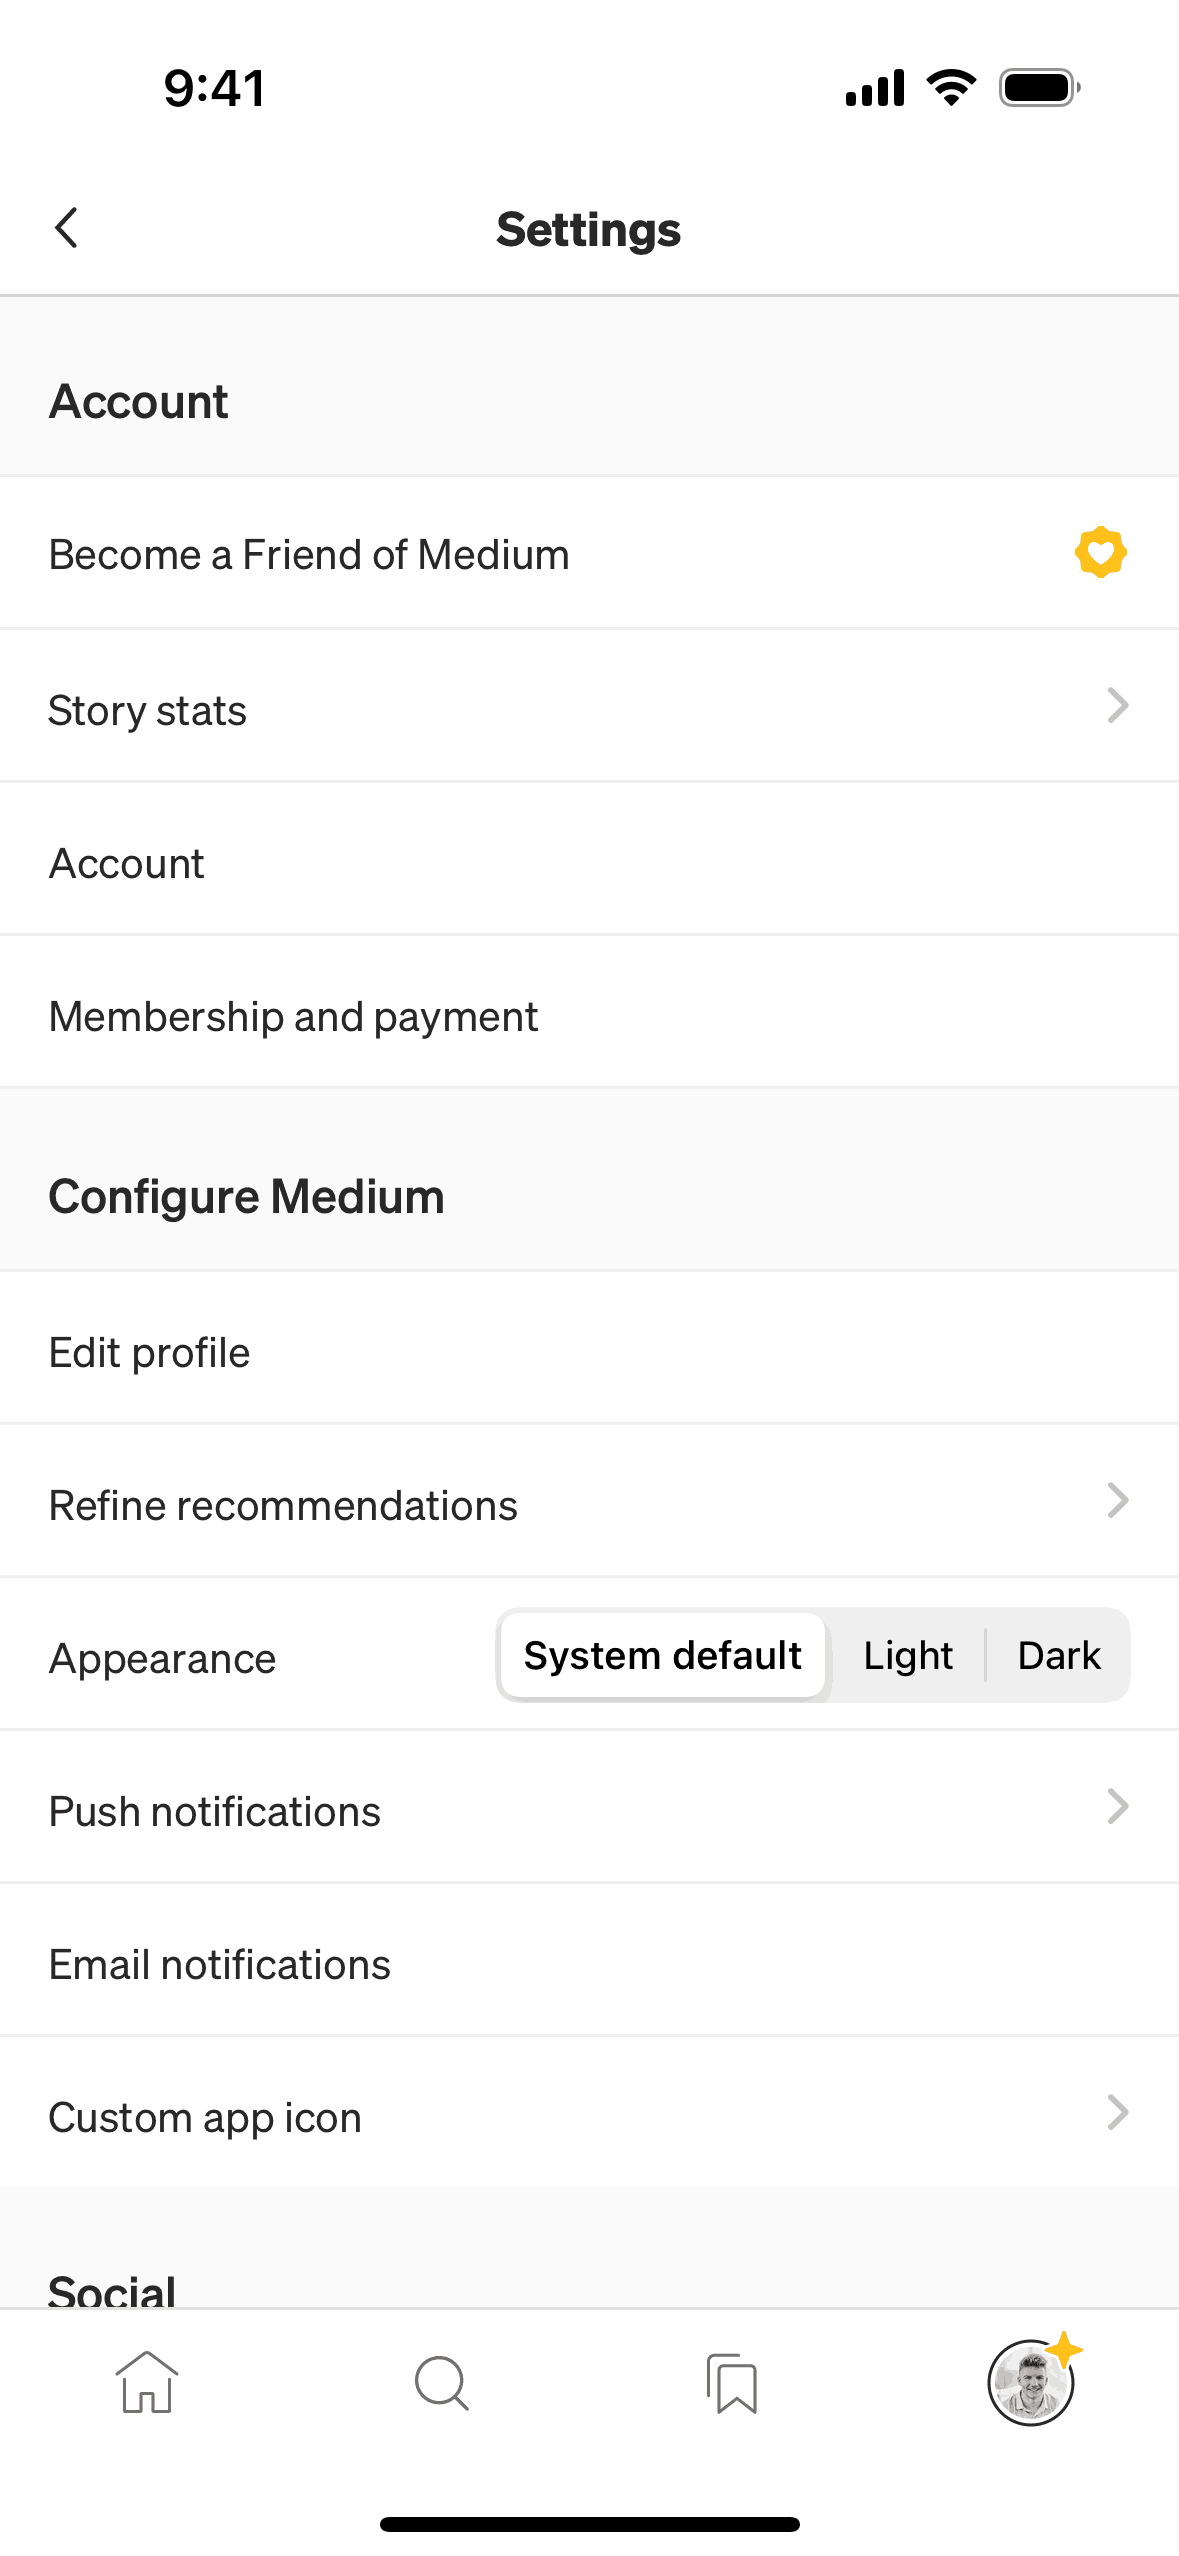 9:41
Settings
Account
Become a Friend of Medium
Story stats
Account
Membership and payment
Configure Medium
Edit profile
Refine recommendations
Appearance System default Light Dark
Push notifications
Email notifications
Custom app icon
Social